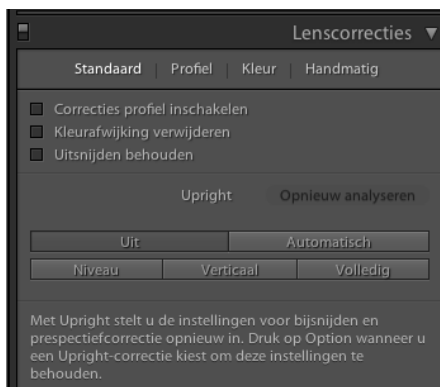 Lenscorrecties
Standaard | Profiel | Kleur | Handmatig
Correcties profiel inschakelen
Kleurafwijking verwijderen
Uitsnijden behouden
Upright Opnieuw analyseren
Uit Automatisch
Niveau Verticaal Volledig
Met Upright stelt u de instellingen voor bijsnijden en
prespectiefcorrectie opnieuw in. Druk op Option wanneer u
een Upright-correctie kiest om deze instellingen te
behouden.